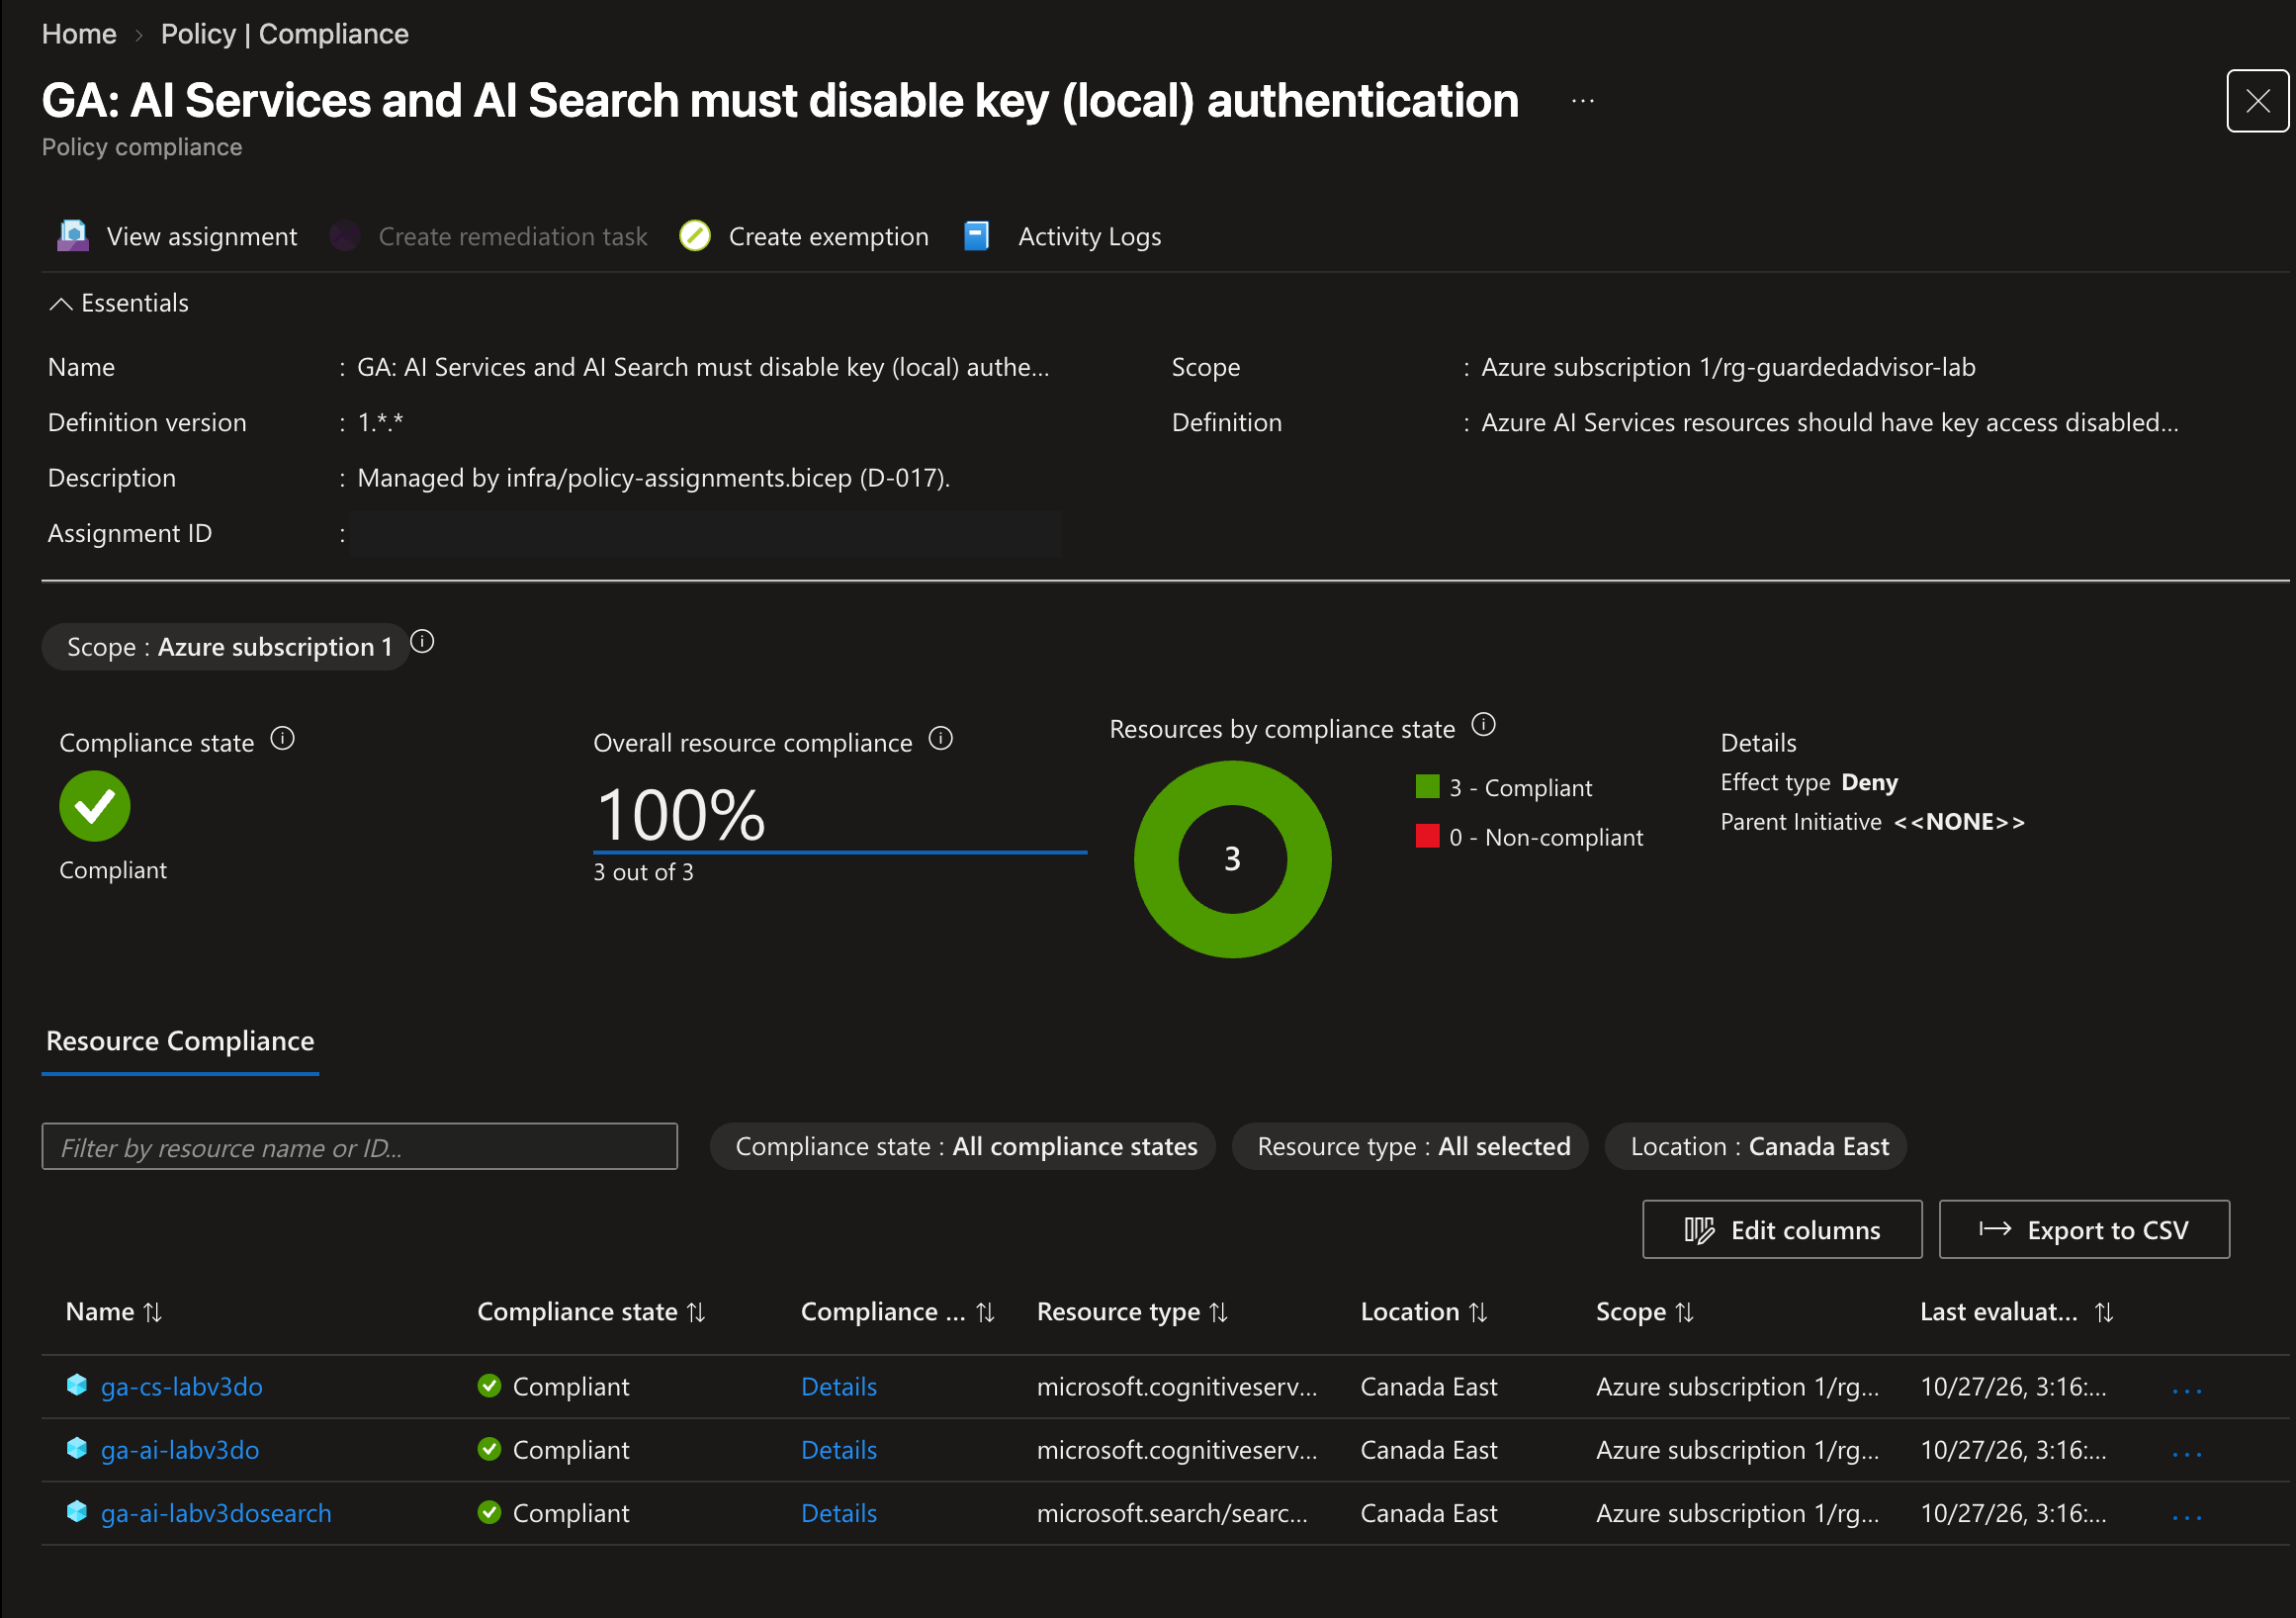 Home > Policy | Compliance
GA: AI Services and AI Search must disable key (local) authentication ...
Policy compliance
View assignment Create remediation task Create exemption Activity Logs
Essentials
Name : GA: AI Services and AI Search must disable key (local) authe...
Scope : Azure subscription 1/rg-guardedadvisor-lab
Definition version : 1.*.*
Definition : Azure AI Services resources should have key access disabled...
Description : Managed by infra/policy-assignments.bicep (D-017).
Assignment ID :
Scope : Azure subscription 1
Compliance state
Compliant
Overall resource compliance
100%
3 out of 3
Resources by compliance state
3
3 - Compliant
0 - Non-compliant
Details
Effect type Deny
Parent Initiative <<NONE>>
Resource Compliance
Filter by resource name or ID...
Compliance state : All compliance states
Resource type : All selected
Location : Canada East
Edit columns
Export to CSV
Name Compliance state Compliance ... Resource type Location Scope Last evaluat...
ga-cs-labv3do Compliant Details microsoft.cognitiveserv... Canada East Azure subscription 1/rg... 10/27/26, 3:16:... ...
ga-ai-labv3do Compliant Details microsoft.cognitiveserv... Canada East Azure subscription 1/rg... 10/27/26, 3:16:... ...
ga-ai-labv3dosearch Compliant Details microsoft.search/searc... Canada East Azure subscription 1/rg... 10/27/26, 3:16:... ...